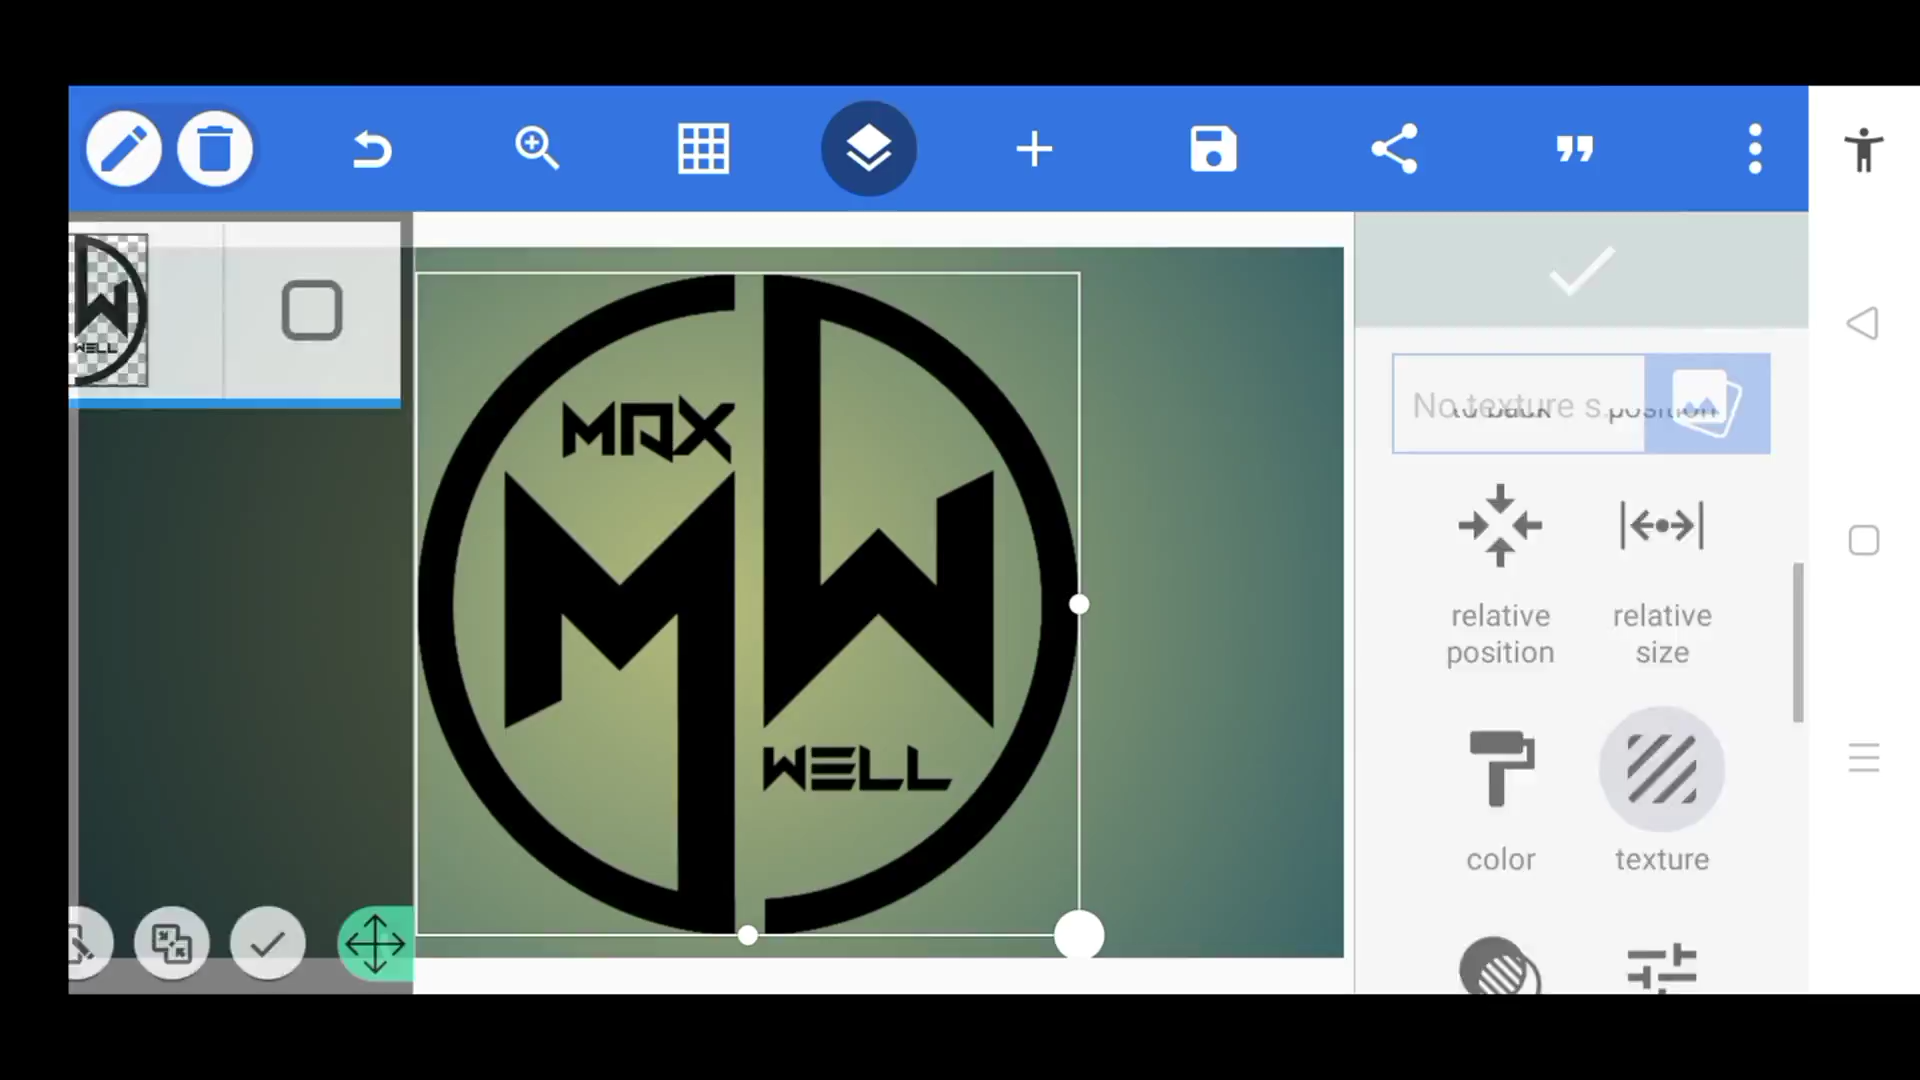 WELL
MAX
M W
WELL
No texture s.
relative
position
relative
size
color
texture